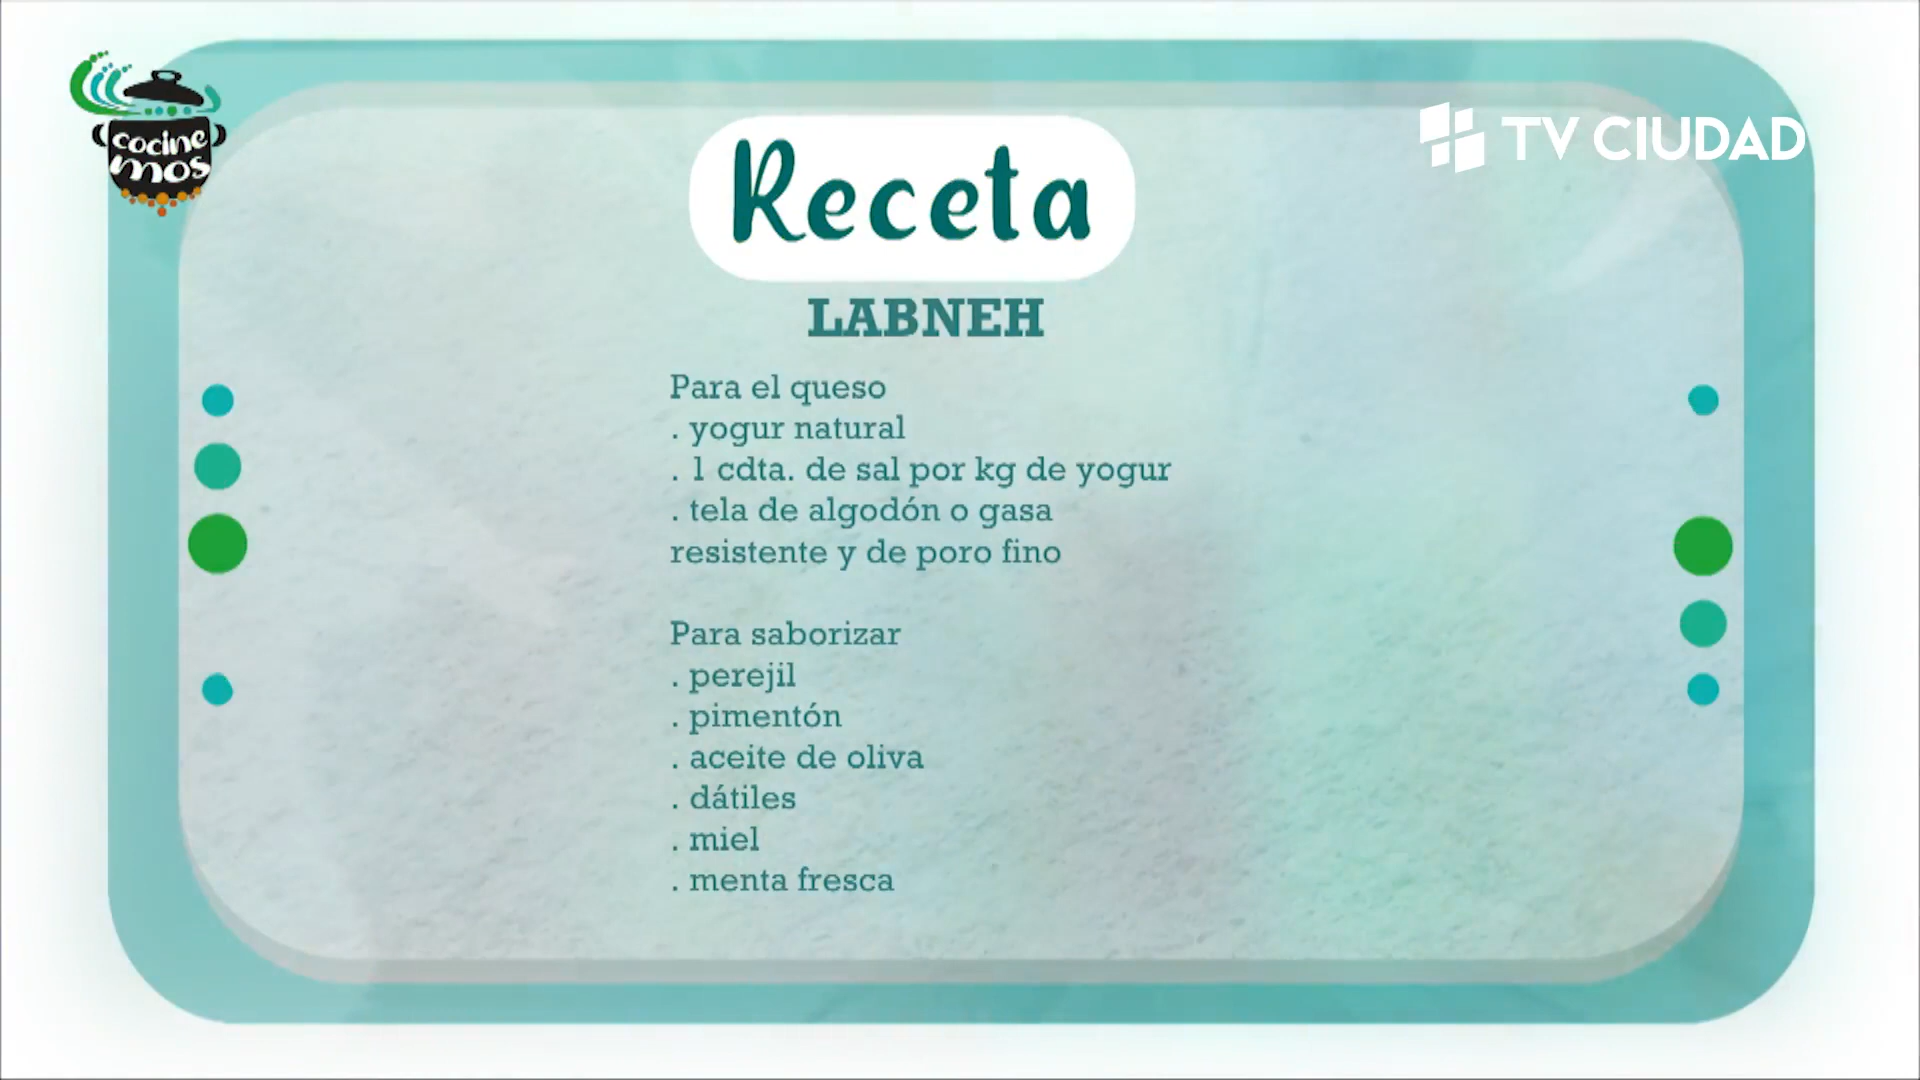 cocine
mos
TV CIUDAD
Receta
LABNEH
Para el queso
. yogur natural
. 1 cdta. de sal por kg de yogur
. tela de algodón o gasa
resistente y de poro fino
Para saborizar
. perejil
. pimentón
. aceite de oliva
. dátiles
. miel
. menta fresca